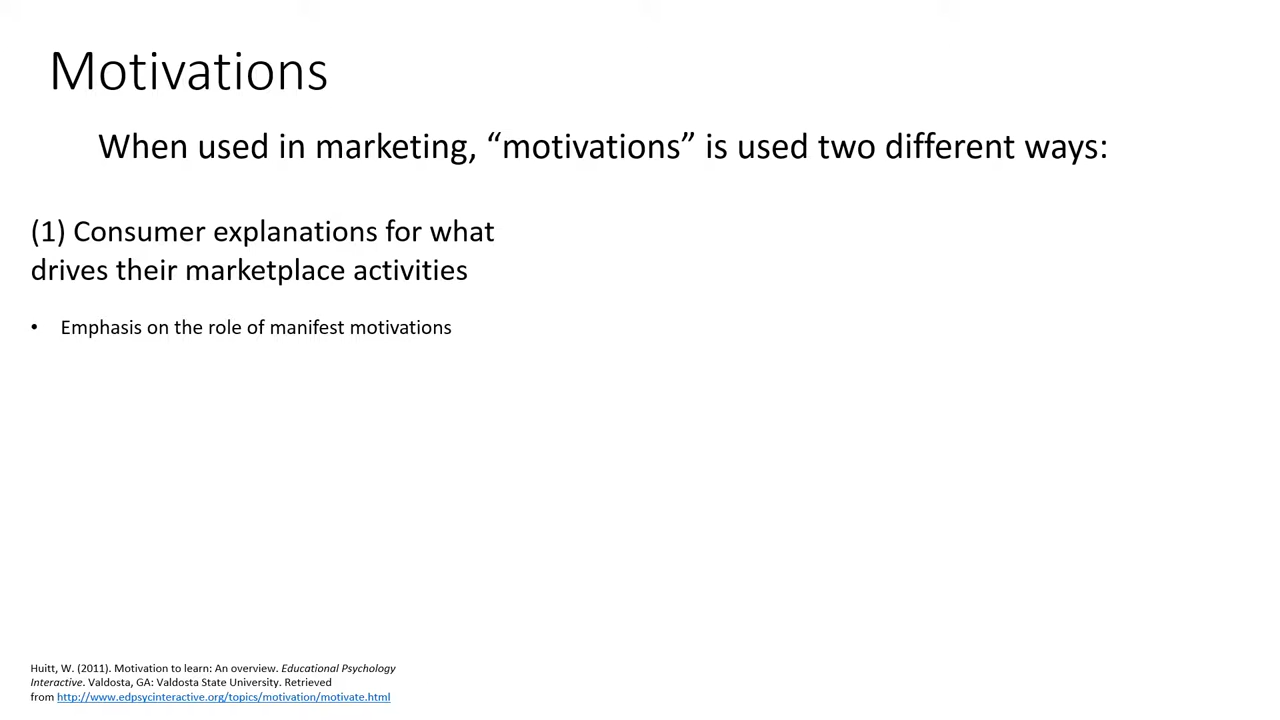 Motivations
When used in marketing, “motivations” is used two different ways:
(1) Consumer explanations for what
drives their marketplace activities
• Emphasis on the role of manifest motivations
Huitt, W. (2011). Motivation to learn: An overview. Educational Psychology
Interactive. Valdosta, GA: Valdosta State University. Retrieved
from http://www.edpsycinteractive.org/topics/motivation/motivate.html